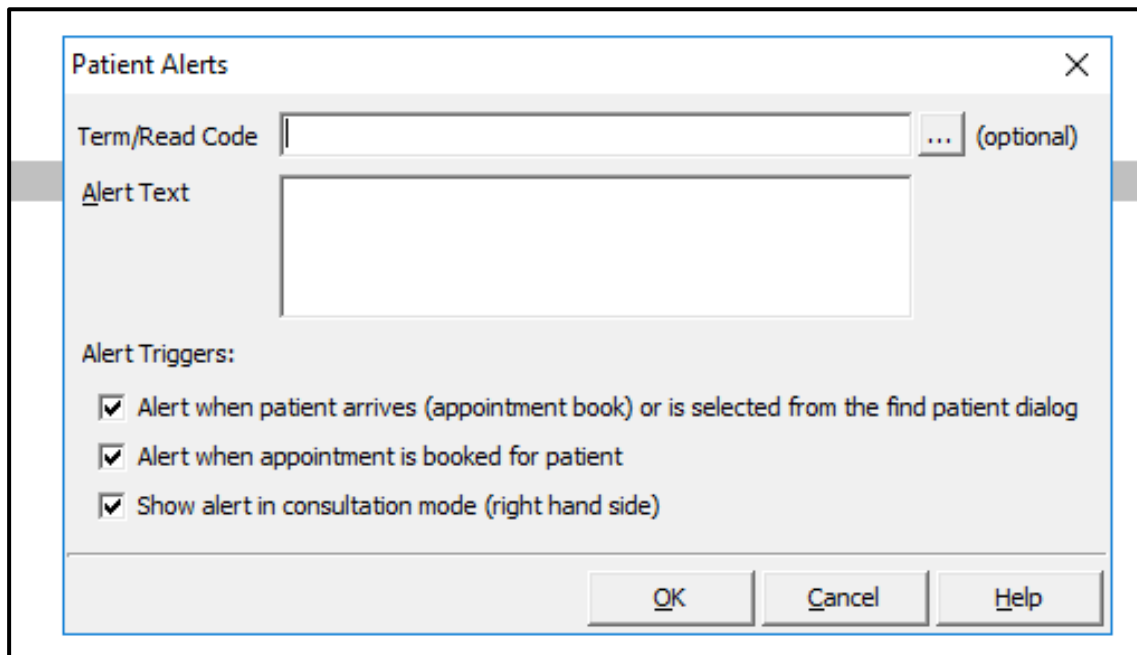 Patient Alerts
Term/Read Code ... (optional)
Alert Text
Alert Triggers:
Alert when patient arrives (appointment book) or is selected from the find patient dialog
Alert when appointment is booked for patient
Show alert in consultation mode (right hand side)
OK Cancel Help